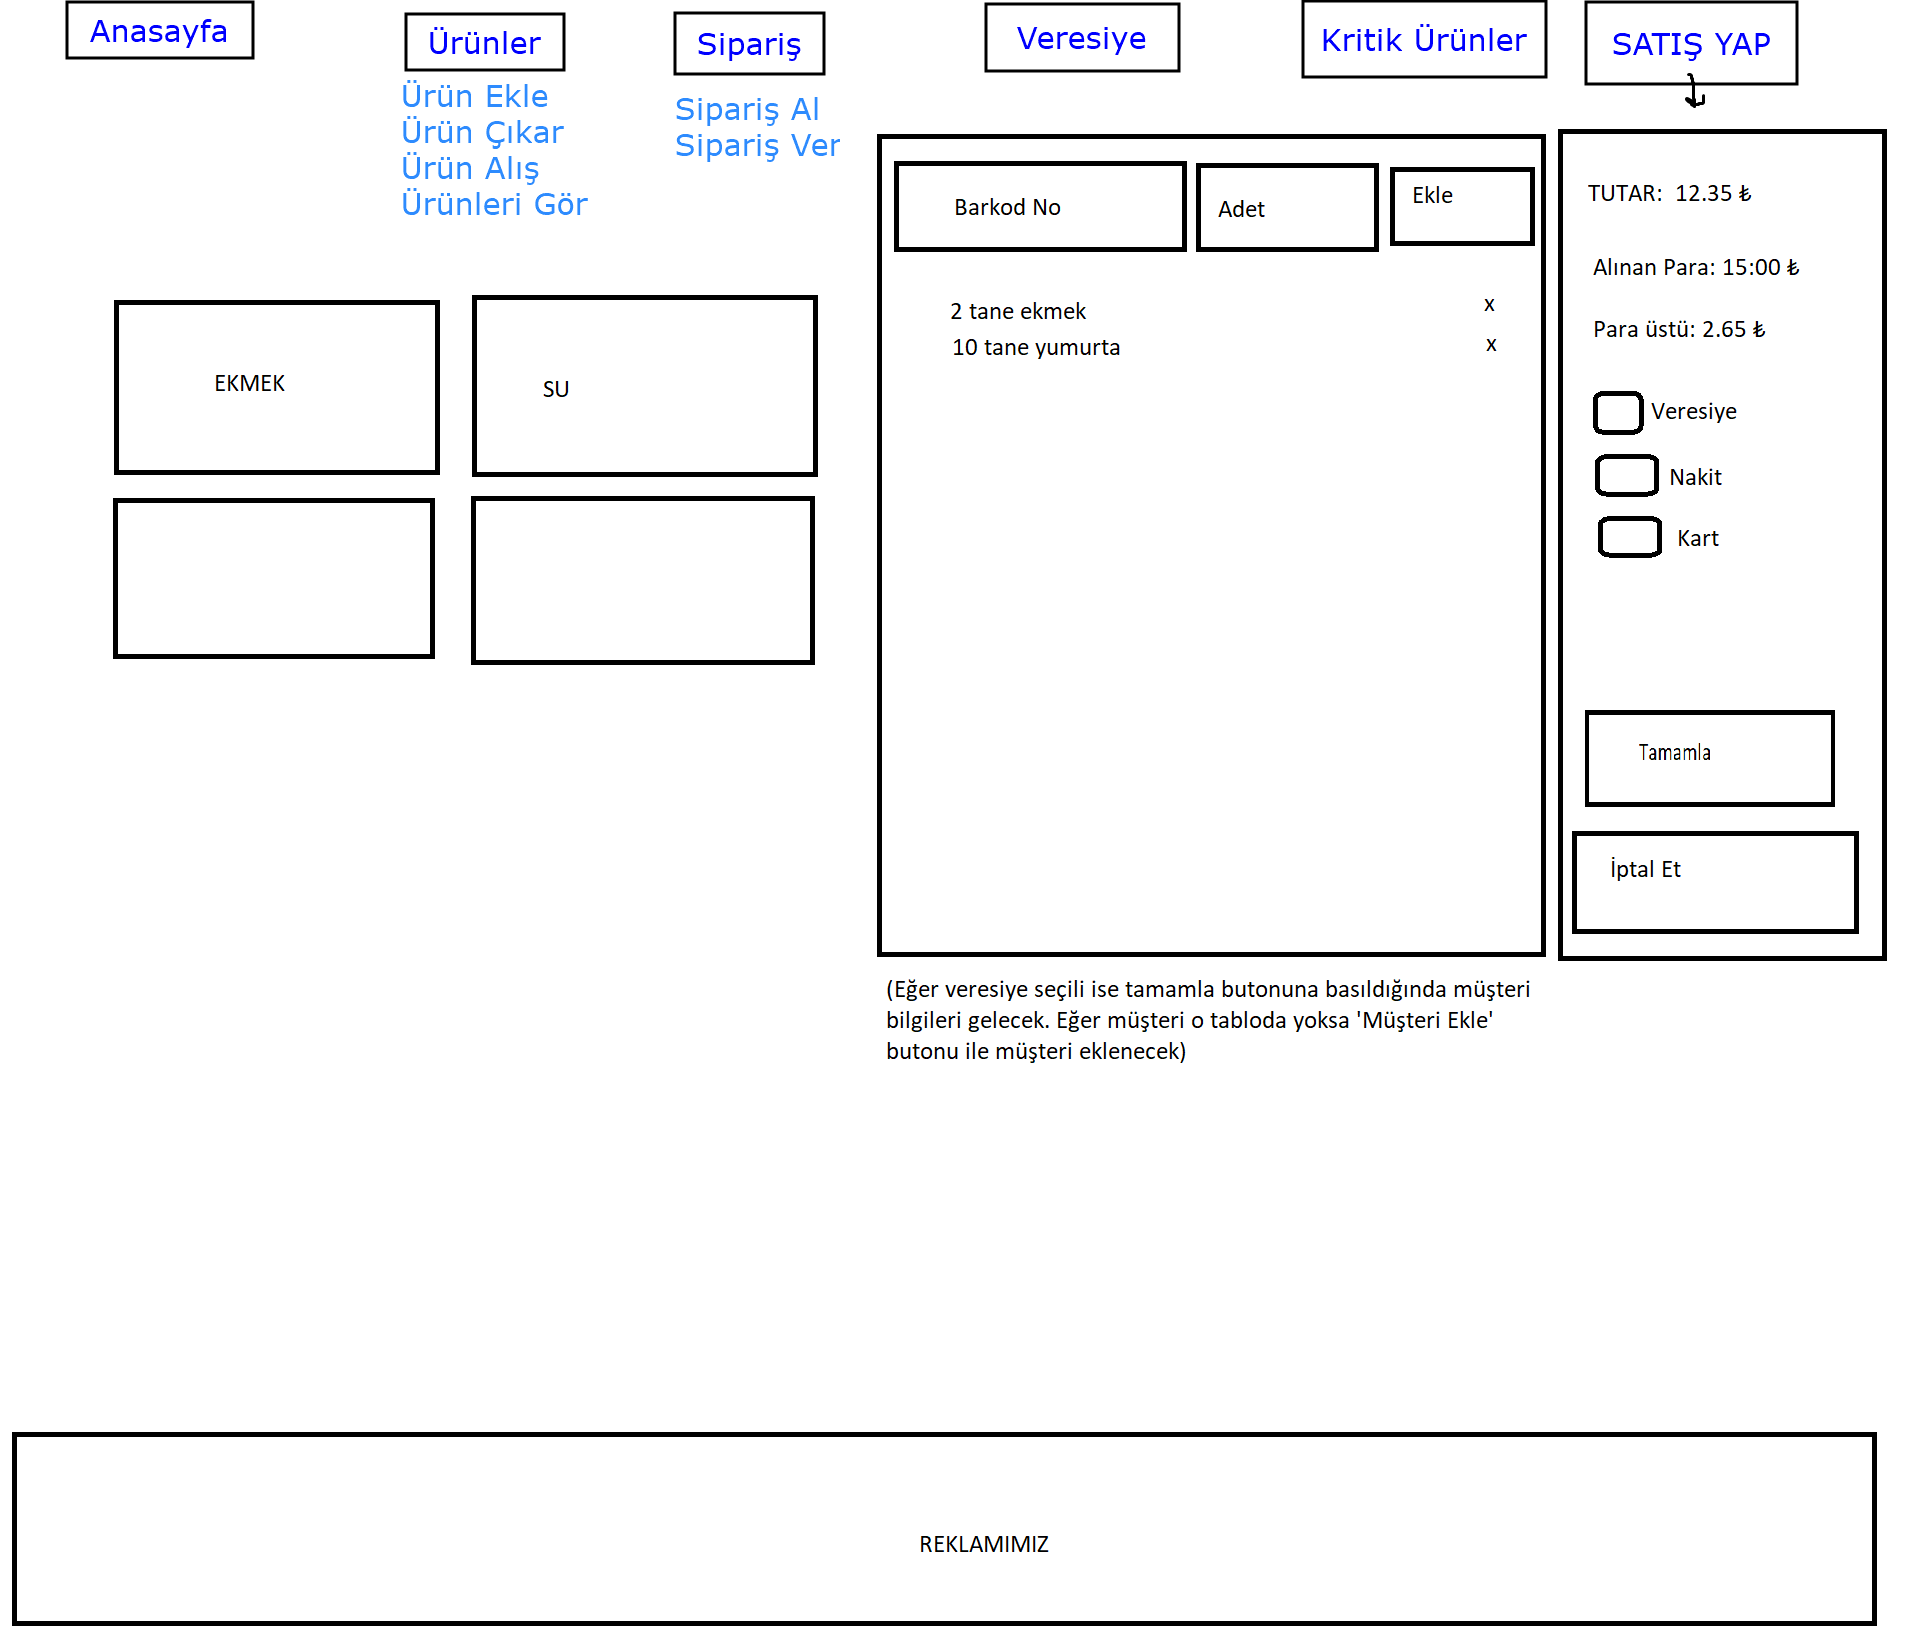 Anasayfa
Ürünler
Sipariş
Veresiye
Kritik Ürünler
SATIŞ YAP
Ürün Ekle
Ürün Çıkar
Ürün Alış
Ürünleri Gör
Sipariş Al
Sipariş Ver
EKMEK
SU
Barkod No
Adet
Ekle
2 tane ekmek x
10 tane yumurta x
TUTAR: 12.35 ₺
Alınan Para: 15:00 ₺
Para üstü: 2.65 ₺
Veresiye
Nakit
Kart
Tamamla
İptal Et
(Eğer veresiye seçili ise tamamla butonuna basıldığında müşteri
bilgileri gelecek. Eğer müşteri o tabloda yoksa 'Müşteri Ekle'
butonu ile müşteri eklenecek)
REKLAMIMIZ